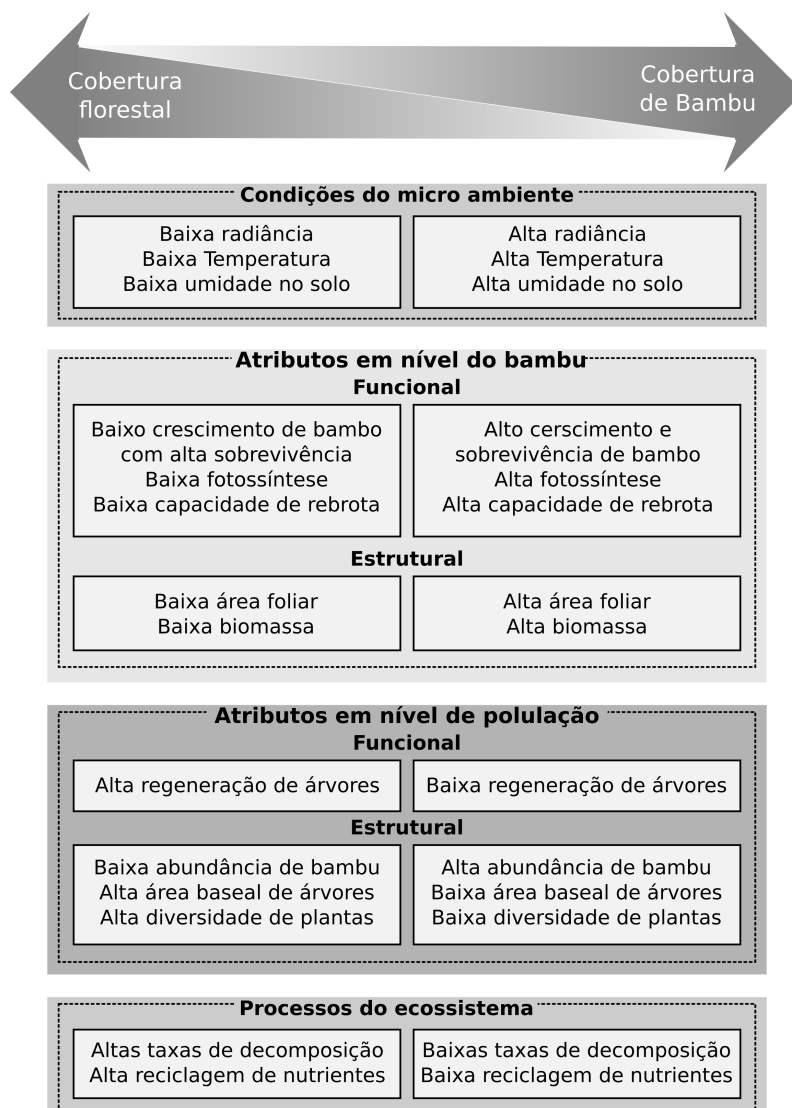 Cobertura
florestal
Cobertura
de Bambu
Condições do micro ambiente
Baixa radiância
Baixa Temperatura
Baixa umidade no solo
Alta radiância
Alta Temperatura
Alta umidade no solo
Atributos em nível do bambu
Funcional
Baixo crescimento de bambo
com alta sobrevivência
Baixa fotossíntese
Baixa capacidade de rebrota
Alto cerscimento e
sobrevivência de bambo
Alta fotossíntese
Alta capacidade de rebrota
Estrutural
Baixa área foliar
Baixa biomassa
Alta área foliar
Alta biomassa
Atributos em nível de polulação
Funcional
Alta regeneração de árvores
Baixa regeneração de árvores
Estrutural
Baixa abundância de bambu
Alta área baseal de árvores
Alta diversidade de plantas
Alta abundância de bambu
Baixa área baseal de árvores
Baixa diversidade de plantas
Processos do ecossistema
Altas taxas de decomposição
Alta reciclagem de nutrientes
Baixas taxas de decomposição
Baixa reciclagem de nutrientes